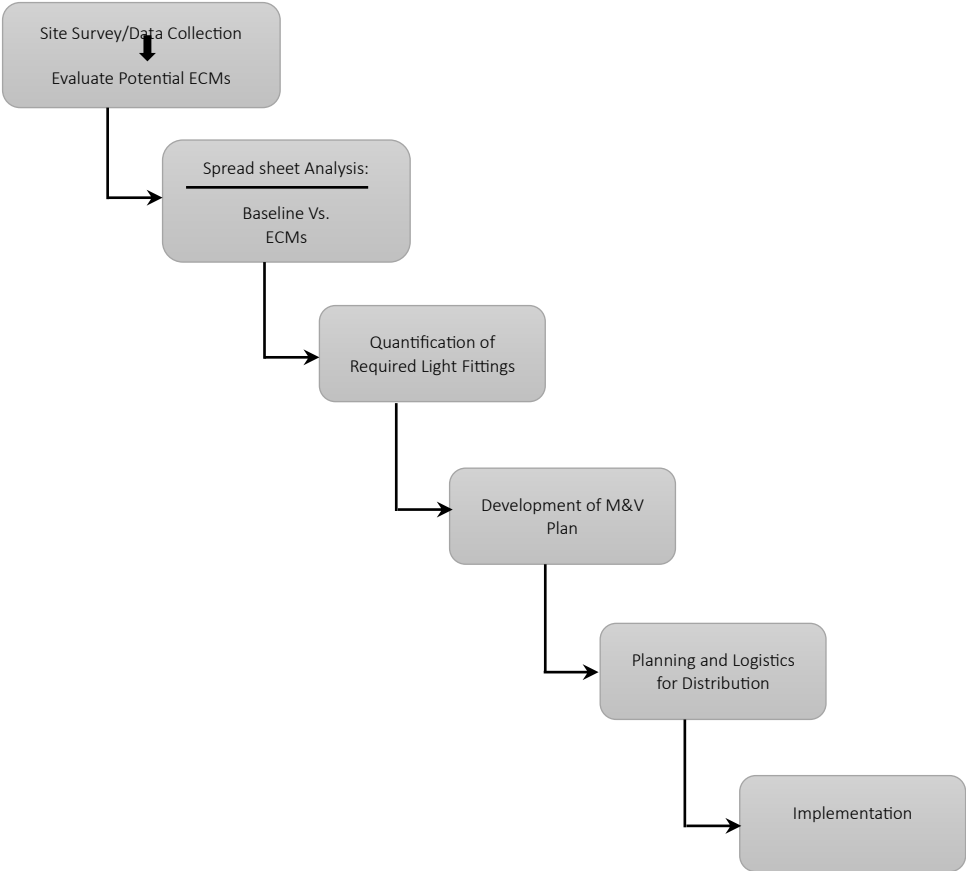 Site Survey/Data Collection
Evaluate Potential ECMs
Spread sheet Analysis:
Baseline Vs.
ECMs
Quantification of
Required Light Fittings
Development of M&V
Plan
Planning and Logistics
for Distribution
Implementation